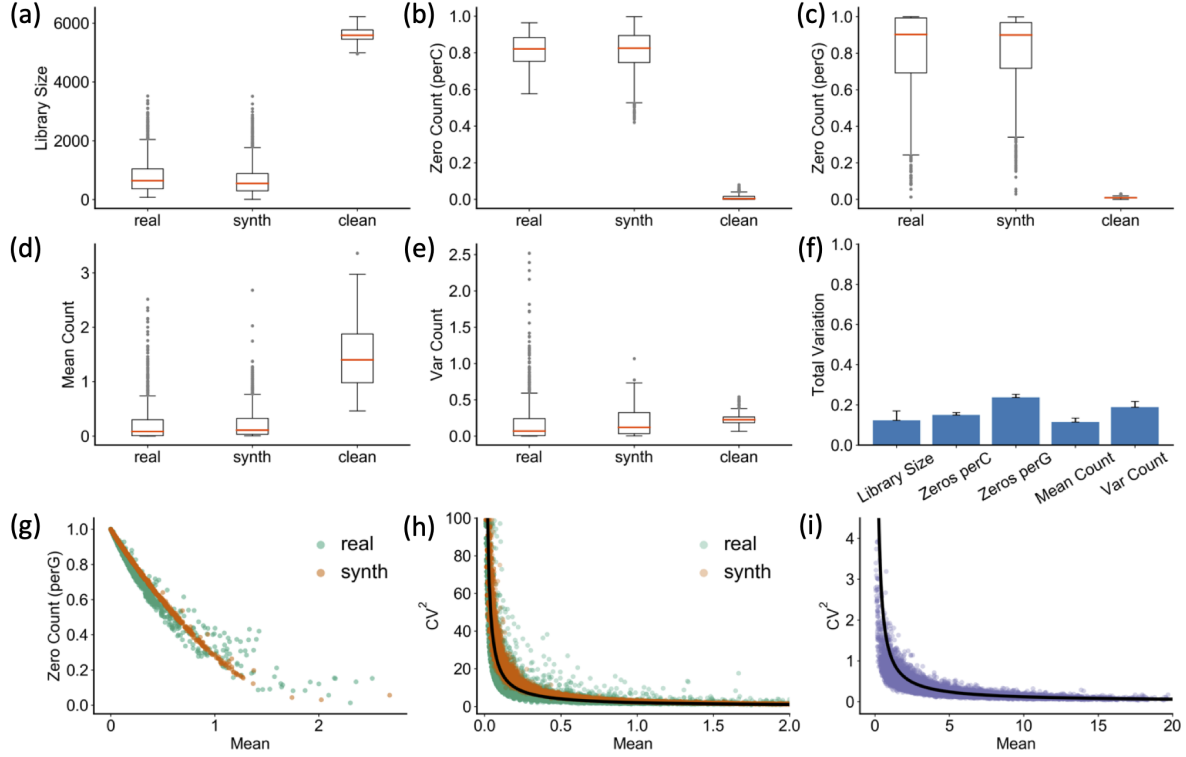 (a)
Library Size
6000
4000
2000
0
real synth clean
(b)
Zero Count (perC)
1.0
0.8
0.6
0.4
0.2
0.0
real synth clean
(c)
Zero Count (perG)
1.0
0.8
0.6
0.4
0.2
0.0
real synth clean
(d)
Mean Count
3
2
1
0
real synth clean
(e)
Var Count
2.5
2.0
1.5
1.0
0.5
0.0
real synth clean
(f)
Total Variation
1.0
0.8
0.6
0.4
0.2
0.0
Library Size
Zeros perC
Zeros perG
Mean Count
Var Count
(g)
Zero Count (perG)
1.0
0.8
0.6
0.4
0.2
0.0
real
synth
0 1 2
Mean
(h)
CV²
100
80
60
40
20
0
real
synth
0.0 0.5 1.0 1.5 2.0
Mean
(i)
CV²
4
3
2
1
0
0 5 10 15 20
Mean